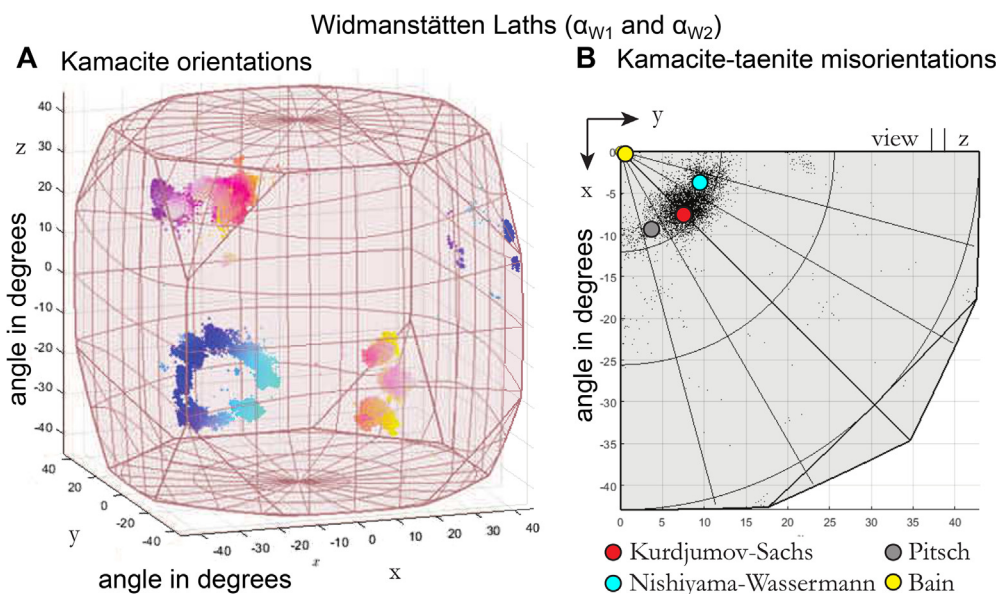 Widmanstätten Laths (αW1 and αW2)
A Kamacite orientations
B Kamacite-taenite misorientations
40
30
z
20
10
0
-10
-20
-30
-40
angle in degrees
40
20
0
-20
-40
y
-40
-30
-20
-10
0
10
20
30
40
x
x
angle in degrees
y
x
view || z
0
-5
-10
-15
-20
-25
-30
-35
-40
angle in degrees
0 5 10 15 20 25 30 35 40
Kurdjumov-Sachs
Pitsch
Nishiyama-Wassermann
Bain